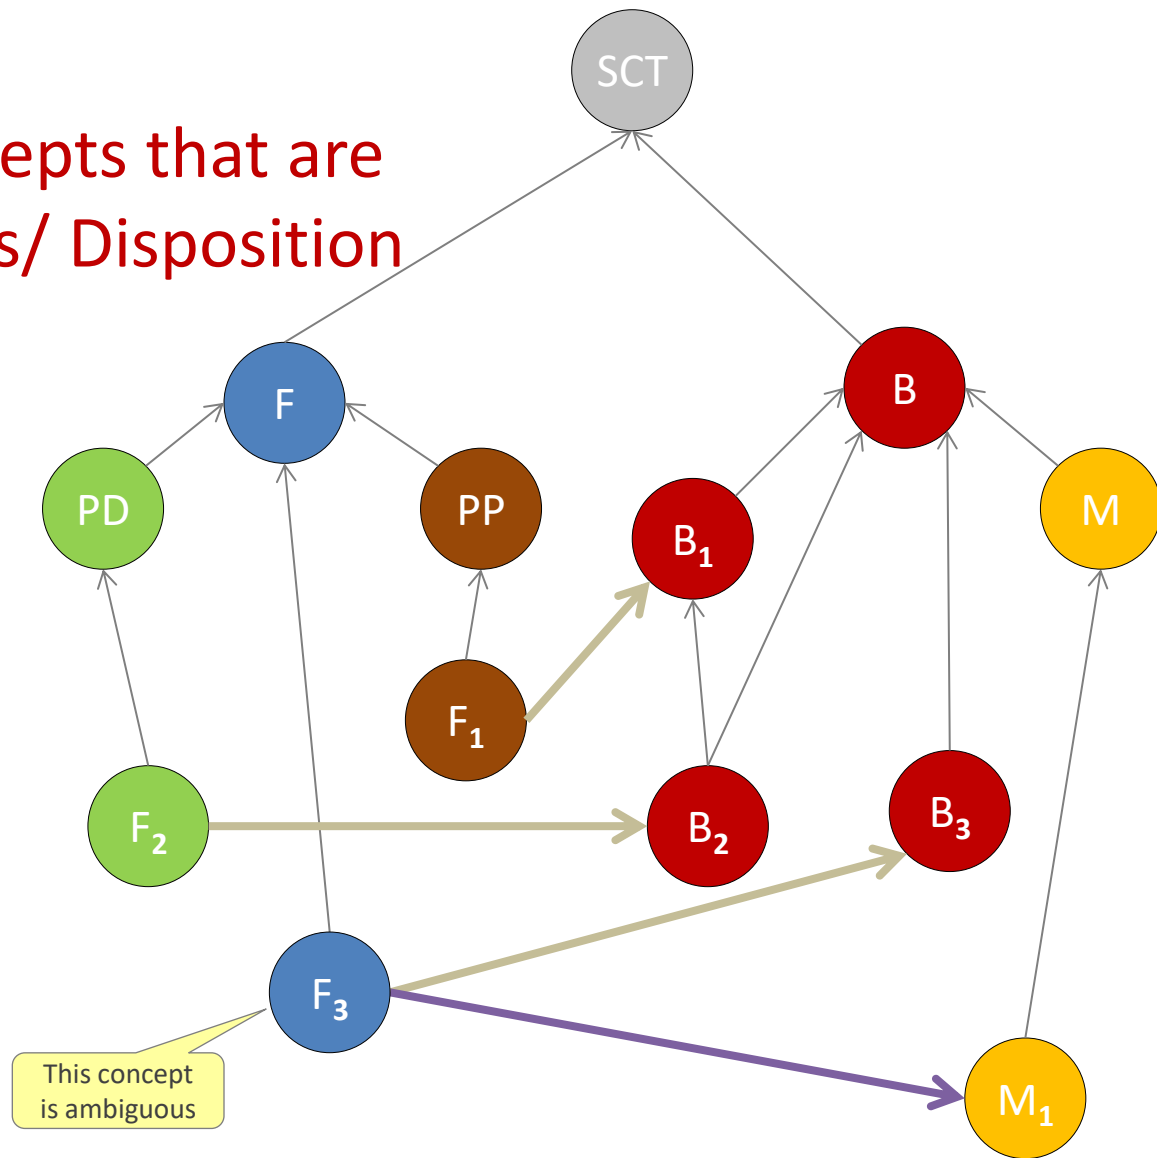 SCT
epts that are
s/ Disposition
F
B
PD
PP
B₁
M
F₁
F₂
B₂
B₃
F₃
This concept
is ambiguous
M₁